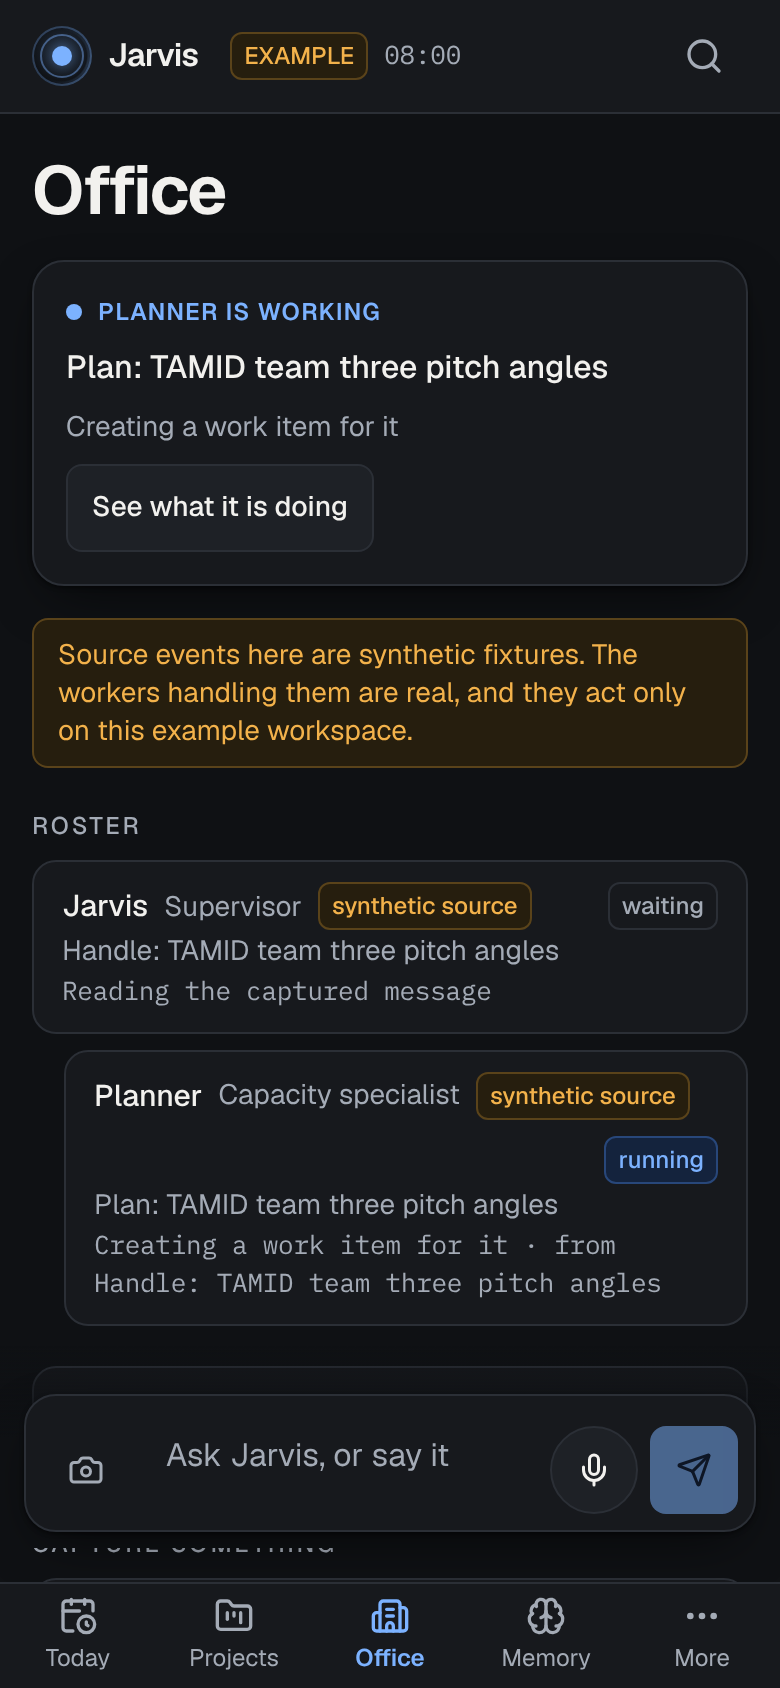 Jarvis EXAMPLE 08:00
Office
PLANNER IS WORKING
Plan: TAMID team three pitch angles
Creating a work item for it
See what it is doing
Source events here are synthetic fixtures. The
workers handling them are real, and they act only
on this example workspace.
ROSTER
Jarvis Supervisor synthetic source waiting
Handle: TAMID team three pitch angles
Reading the captured message
Planner Capacity specialist synthetic source
running
Plan: TAMID team three pitch angles
Creating a work item for it · from
Handle: TAMID team three pitch angles
Ask Jarvis, or say it
CAPTURE SOMETHING
Today Projects Office Memory More